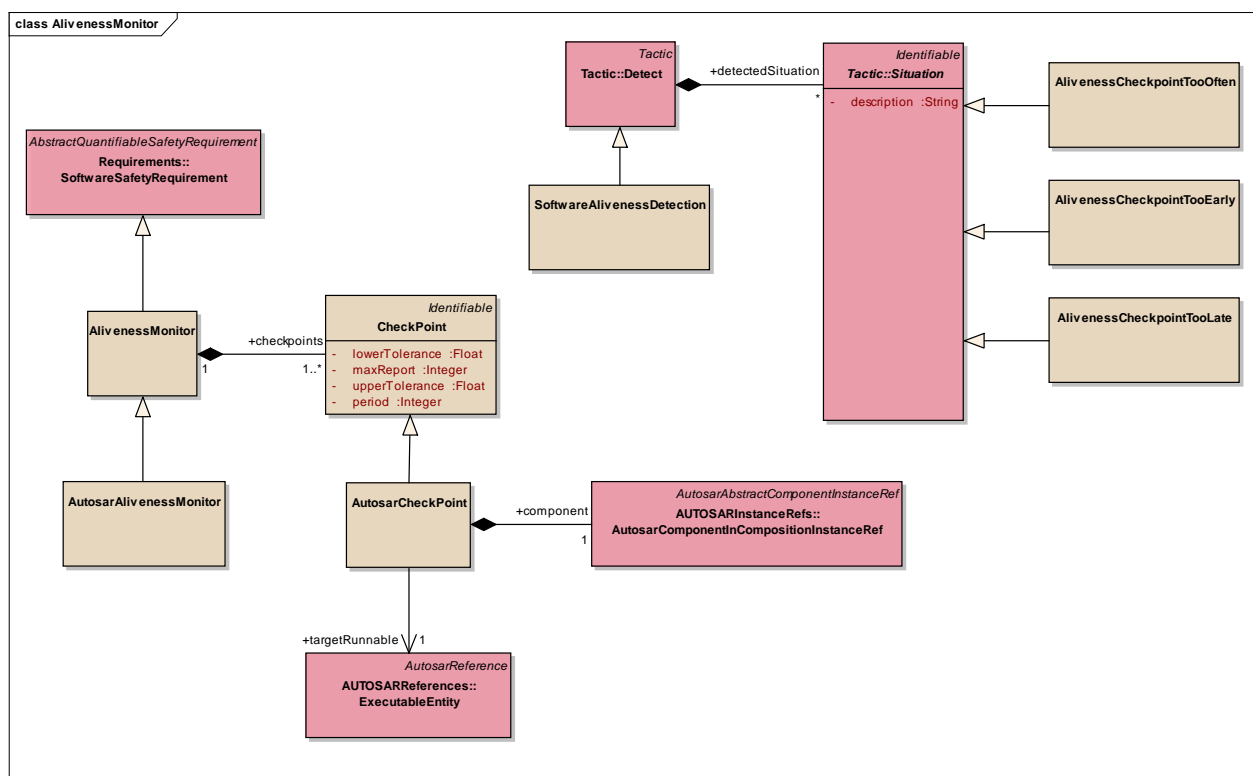 class AlivenessMonitor
Tactic
Tactic::Detect
+detectedSituation
*
Identifiable
Tactic::Situation
- description :String
AlivenessCheckpointTooOften
AbstractQuantifiableSafetyRequirement
Requirements::
SoftwareSafetyRequirement
SoftwareAlivenessDetection
AlivenessCheckpointTooEarly
AlivenessMonitor
+checkpoints
1
1..*
Identifiable
CheckPoint
- lowerTolerance :Float
- maxReport :Integer
- upperTolerance :Float
- period :Integer
AlivenessCheckpointTooLate
AutosarAlivenessMonitor
AutosarCheckPoint
+component
1
AutosarAbstractComponentInstanceRef
AUTOSARInstanceRefs::
AutosarComponentInCompositionInstanceRef
+targetRunnable
1
AutosarReference
AUTOSARReferences::
ExecutableEntity